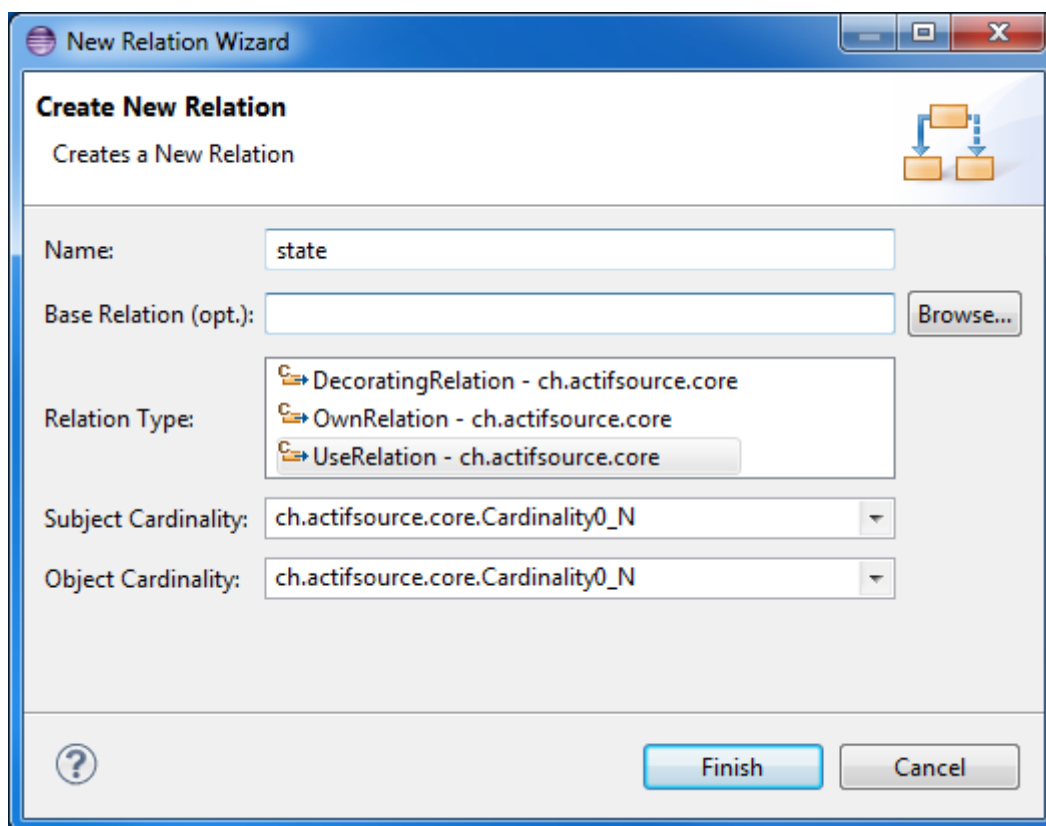 New Relation Wizard
Create New Relation
Creates a New Relation
Name: state
Base Relation (opt.): Browse...
Relation Type:
DecoratingRelation - ch.actifsource.core
OwnRelation - ch.actifsource.core
UseRelation - ch.actifsource.core
Subject Cardinality: ch.actifsource.core.Cardinality0_N
Object Cardinality: ch.actifsource.core.Cardinality0_N
? Finish Cancel